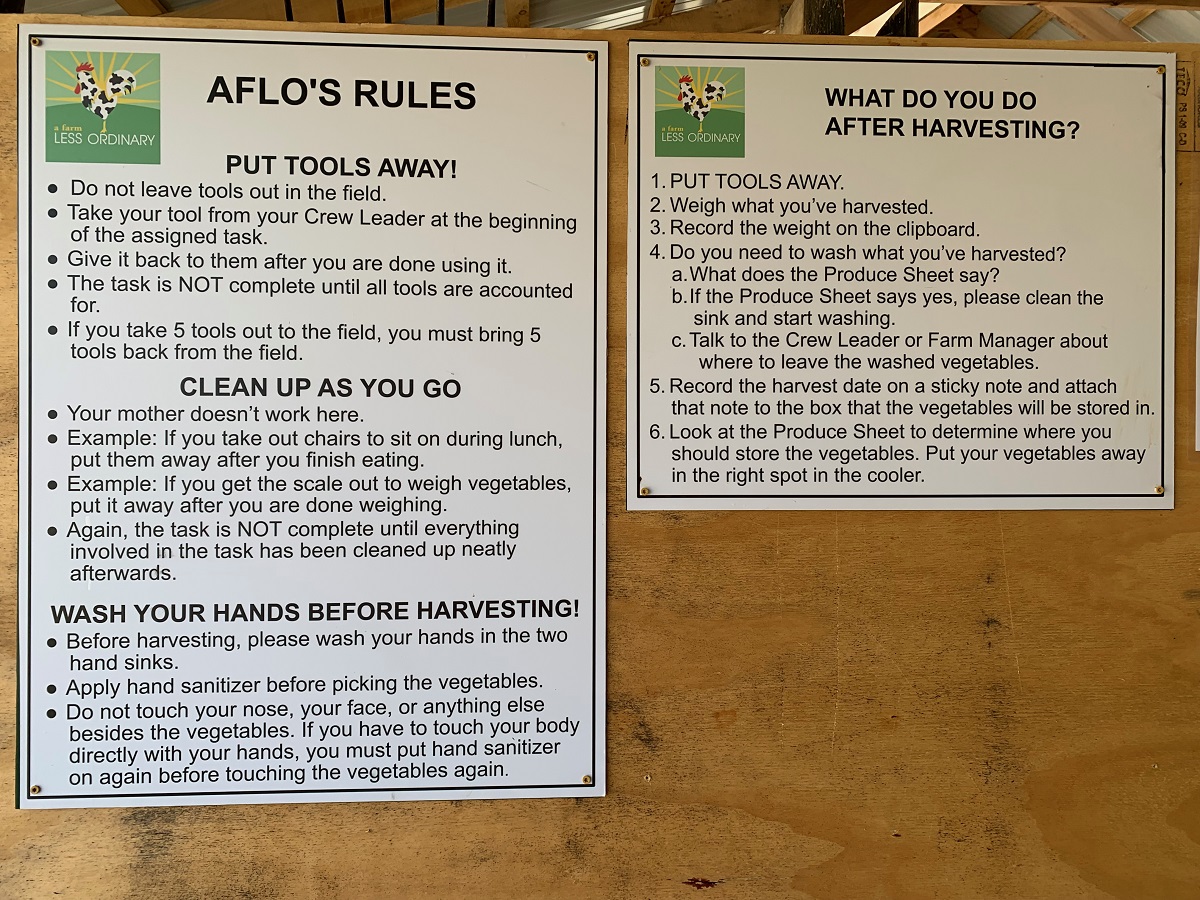 a farm
LESS ORDINARY
AFLO'S RULES
PUT TOOLS AWAY!
● Do not leave tools out in the field.
● Take your tool from your Crew Leader at the beginning
of the assigned task.
● Give it back to them after you are done using it.
● The task is NOT complete until all tools are accounted
for.
● If you take 5 tools out to the field, you must bring 5
tools back from the field.
CLEAN UP AS YOU GO
● Your mother doesn’t work here.
● Example: If you take out chairs to sit on during lunch,
put them away after you finish eating.
● Example: If you get the scale out to weigh vegetables,
put it away after you are done weighing.
● Again, the task is NOT complete until everything
involved in the task has been cleaned up neatly
afterwards.
WASH YOUR HANDS BEFORE HARVESTING!
● Before harvesting, please wash your hands in the two
hand sinks.
● Apply hand sanitizer before picking the vegetables.
● Do not touch your nose, your face, or anything else
besides the vegetables. If you have to touch your body
directly with your hands, you must put hand sanitizer
on again before touching the vegetables again.
a farm
LESS ORDINARY
WHAT DO YOU DO
AFTER HARVESTING?
1. PUT TOOLS AWAY.
2. Weigh what you’ve harvested.
3. Record the weight on the clipboard.
4. Do you need to wash what you’ve harvested?
a. What does the Produce Sheet say?
b. If the Produce Sheet says yes, please clean the
sink and start washing.
c. Talk to the Crew Leader or Farm Manager about
where to leave the washed vegetables.
5. Record the harvest date on a sticky note and attach
that note to the box that the vegetables will be stored in.
6. Look at the Produce Sheet to determine where you
should store the vegetables. Put your vegetables away
in the right spot in the cooler.